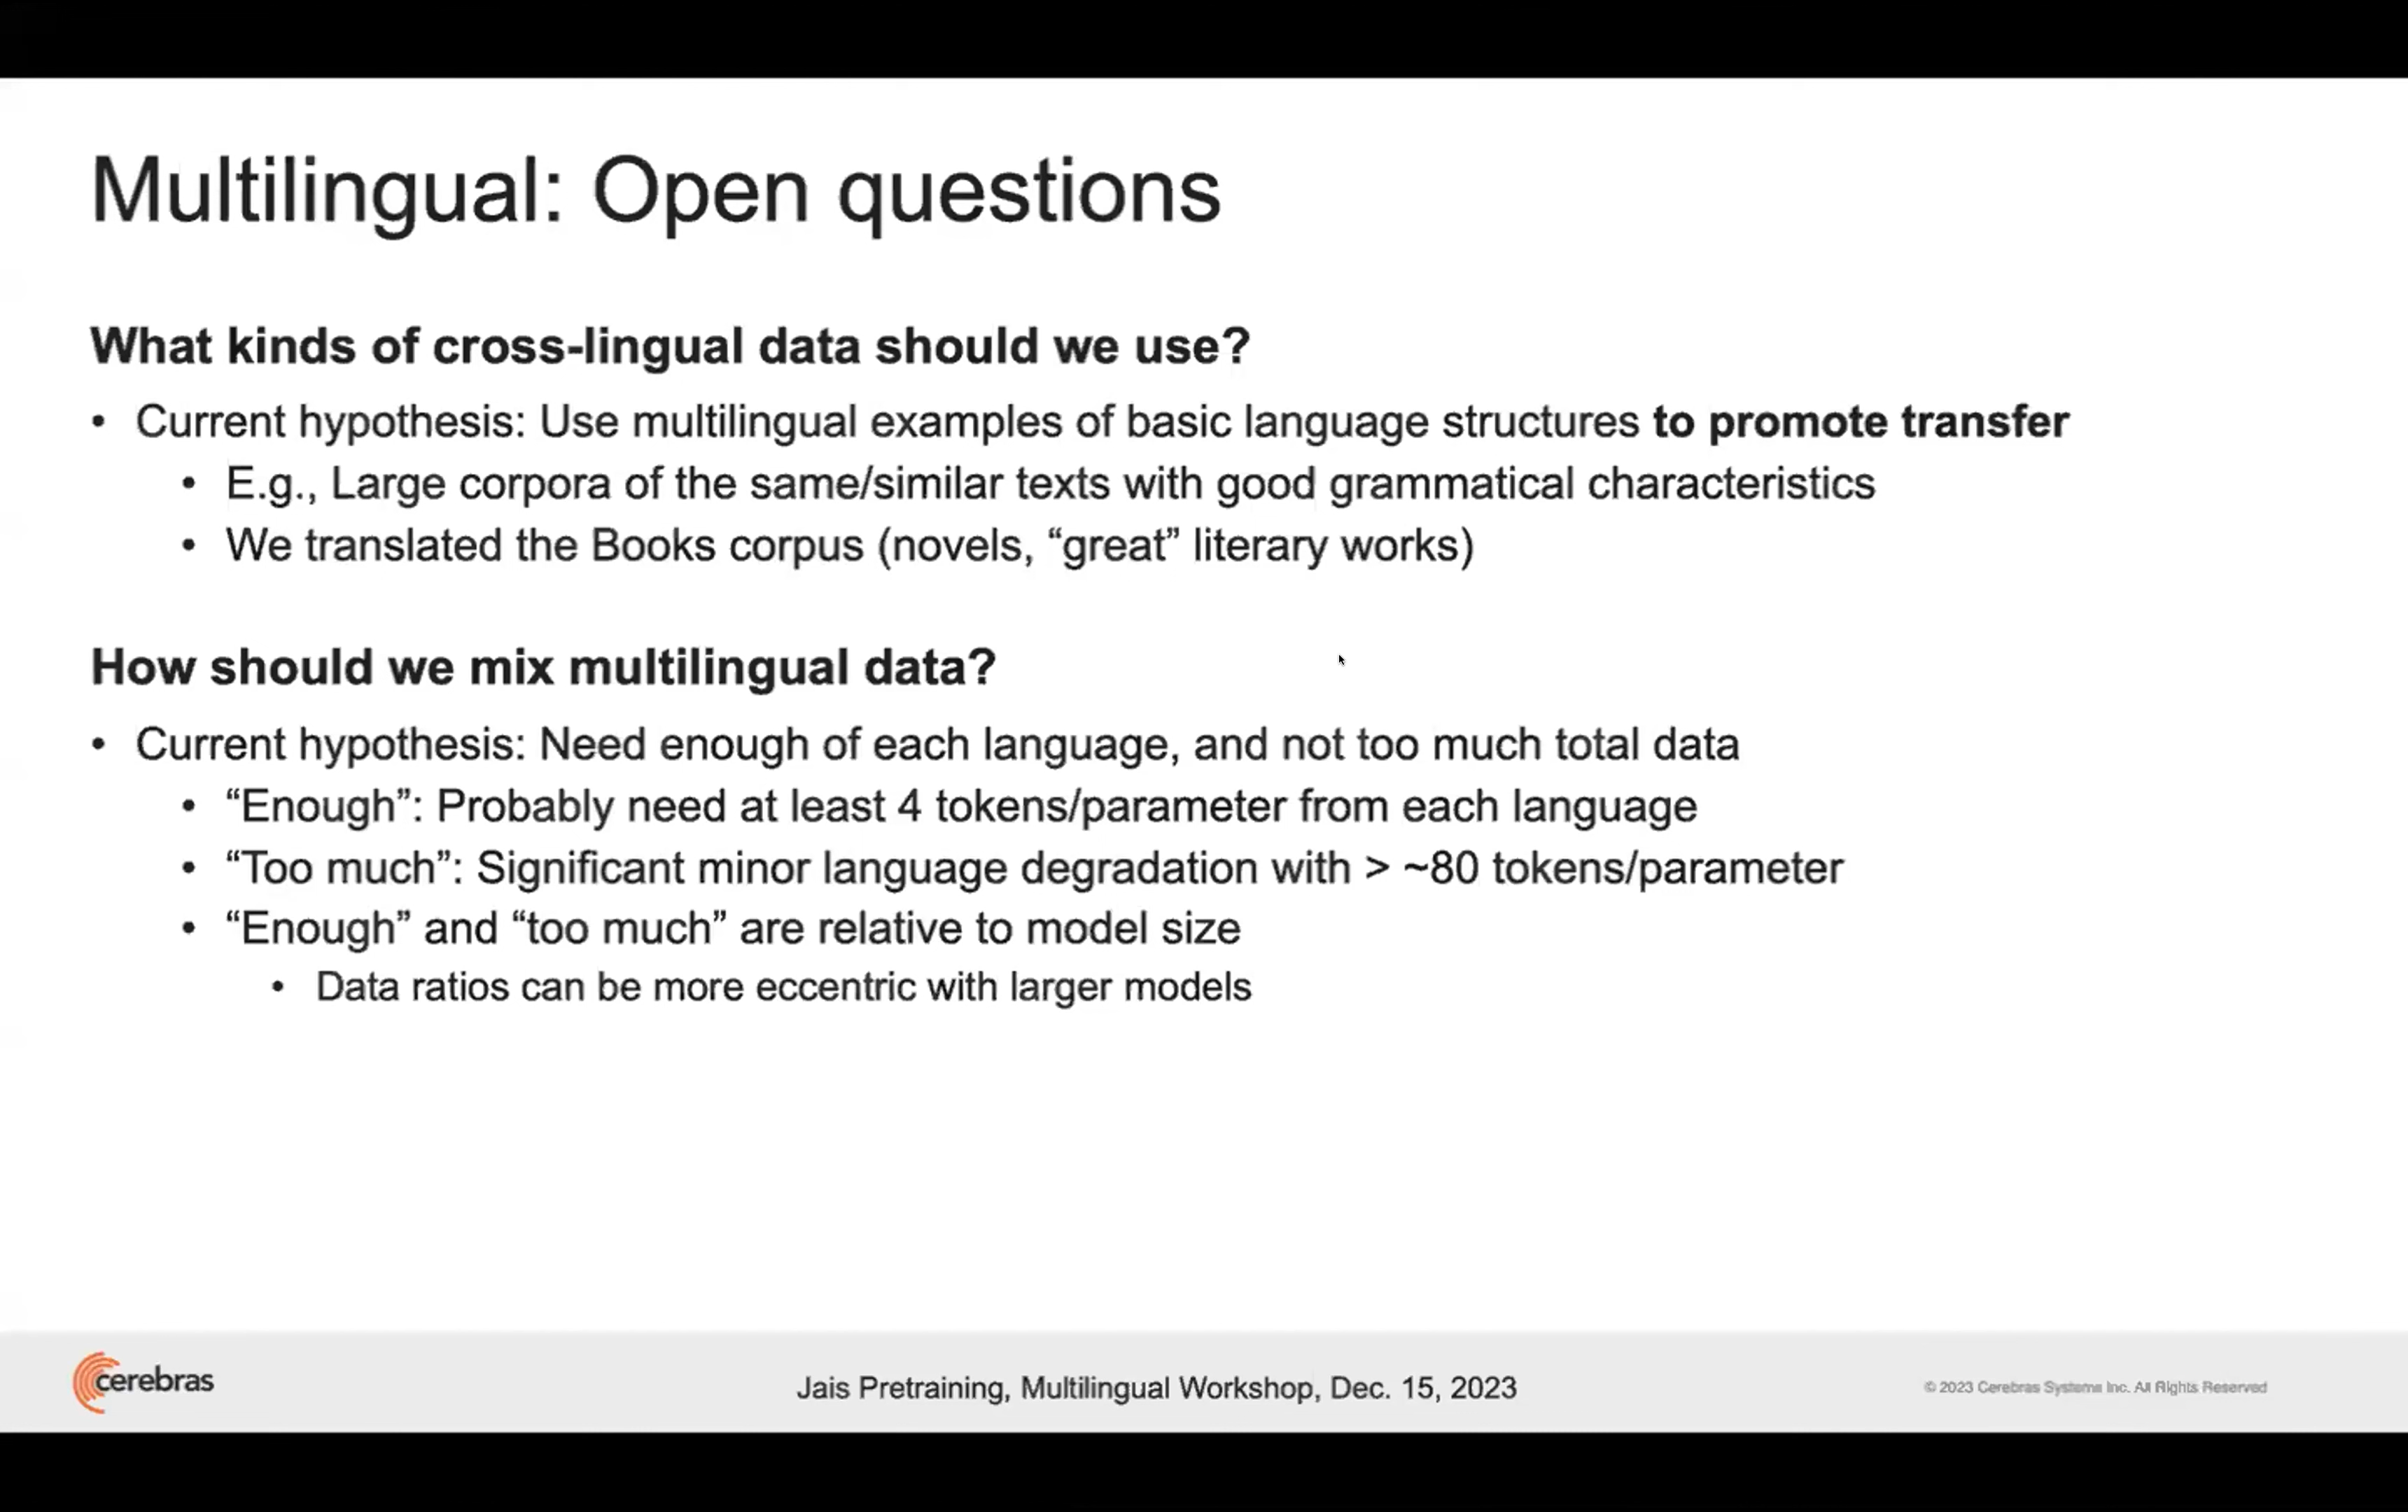 Multilingual: Open questions
What kinds of cross-lingual data should we use?
• Current hypothesis: Use multilingual examples of basic language structures to promote transfer
• E.g., Large corpora of the same/similar texts with good grammatical characteristics
• We translated the Books corpus (novels, “great” literary works)
How should we mix multilingual data?
• Current hypothesis: Need enough of each language, and not too much total data
• “Enough”: Probably need at least 4 tokens/parameter from each language
• “Too much”: Significant minor language degradation with > ~80 tokens/parameter
• “Enough” and “too much” are relative to model size
• Data ratios can be more eccentric with larger models
cerebras
Jais Pretraining, Multilingual Workshop, Dec. 15, 2023
© 2023 Cerebras Systems Inc. All Rights Reserved